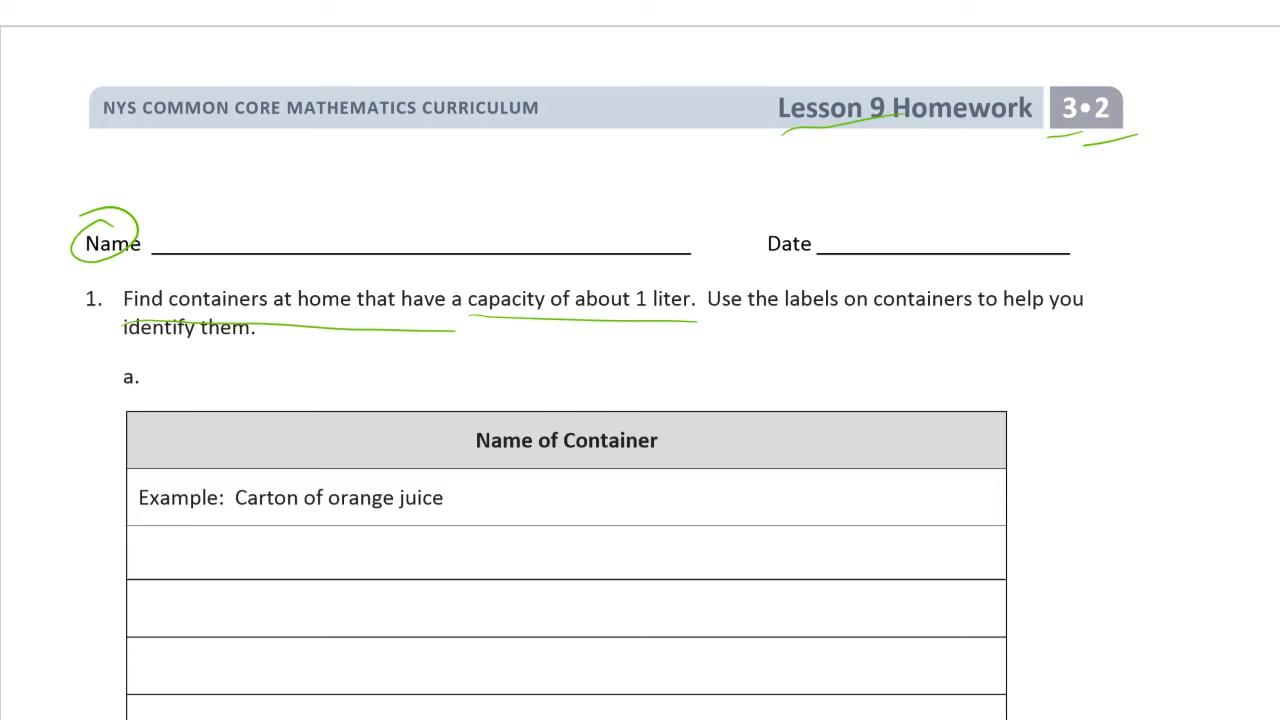 NYS COMMON CORE MATHEMATICS CURRICULUM Lesson 9 Homework 3•2
Name Date
1. Find containers at home that have a capacity of about 1 liter. Use the labels on containers to help you
identify them.
a.
Name of Container
Example: Carton of orange juice